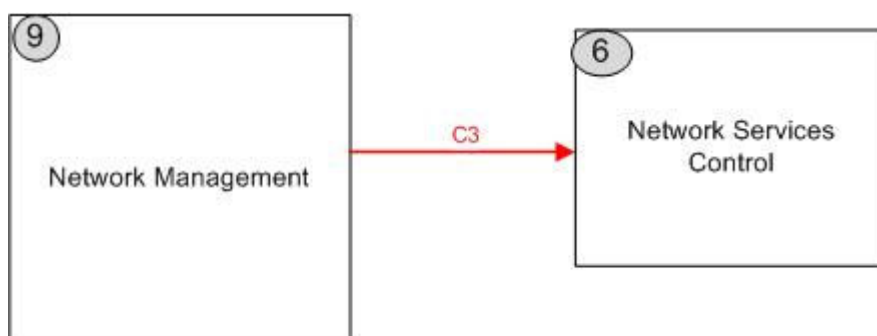 9
Network Management
C3
6
Network Services
Control